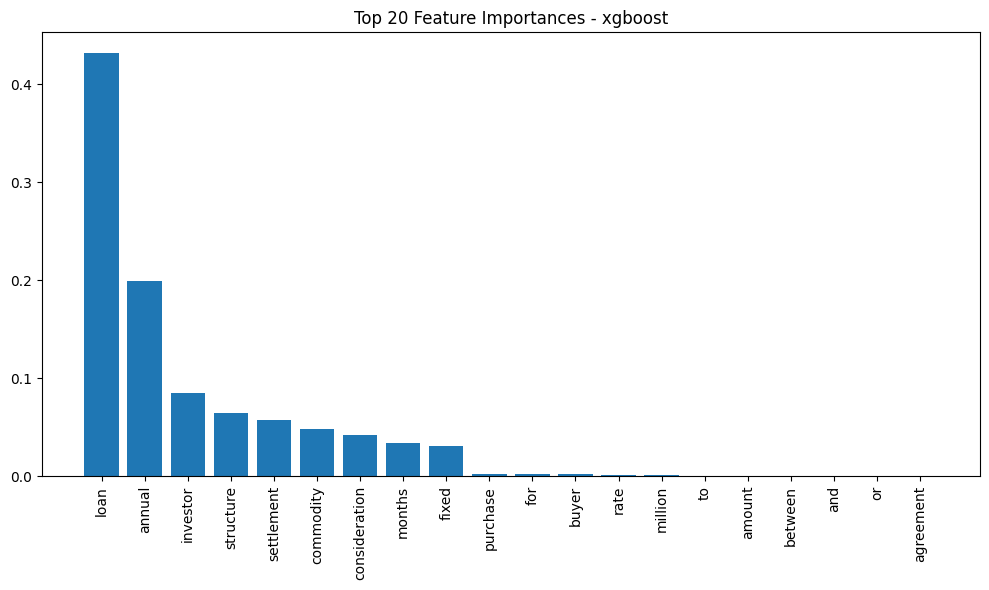 Top 20 Feature Importances - xgboost
0.4
0.3
0.2
0.1
0.0
loan
annual
investor
structure
settlement
commodity
consideration
months
fixed
purchase
for
buyer
rate
million
to
amount
between
and
or
agreement